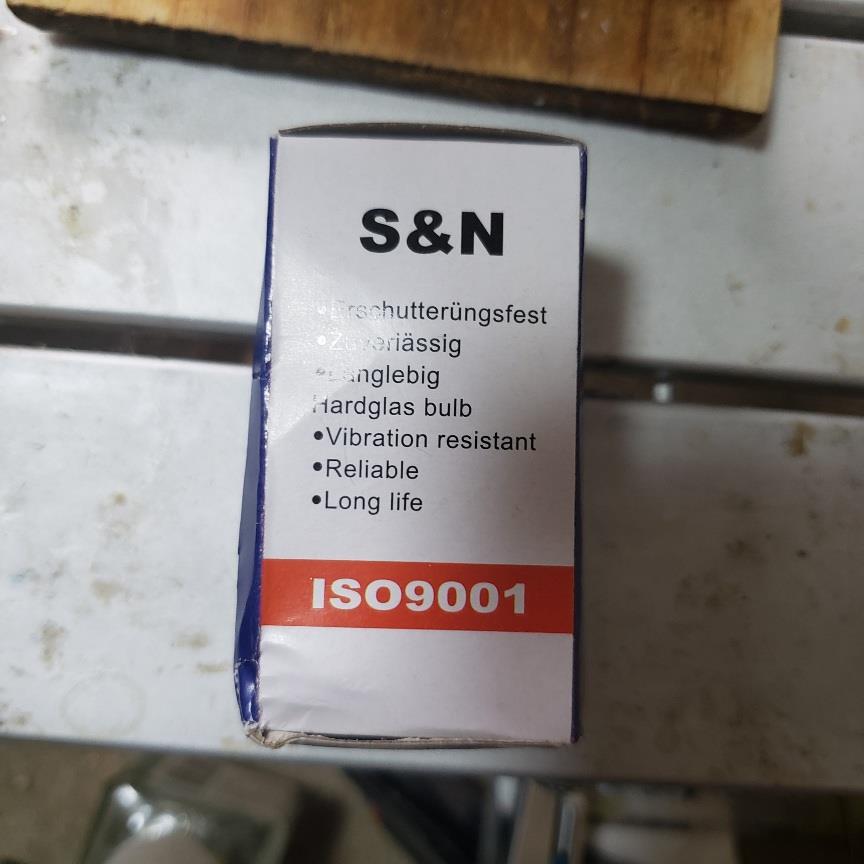 S&N
•Erschutterüngsfest
•Zuveriässig
•Langlebig
Hardglas bulb
•Vibration resistant
•Reliable
•Long life
ISO9001